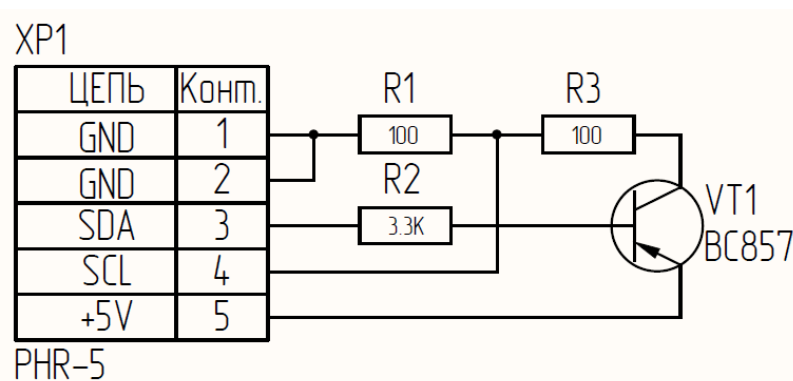 XP1
ЦЕПЬ Конт.
GND 1
GND 2
SDA 3
SCL 4
+5V 5
PHR-5
R1
100
R3
100
R2
3.3K
VT1
BC857